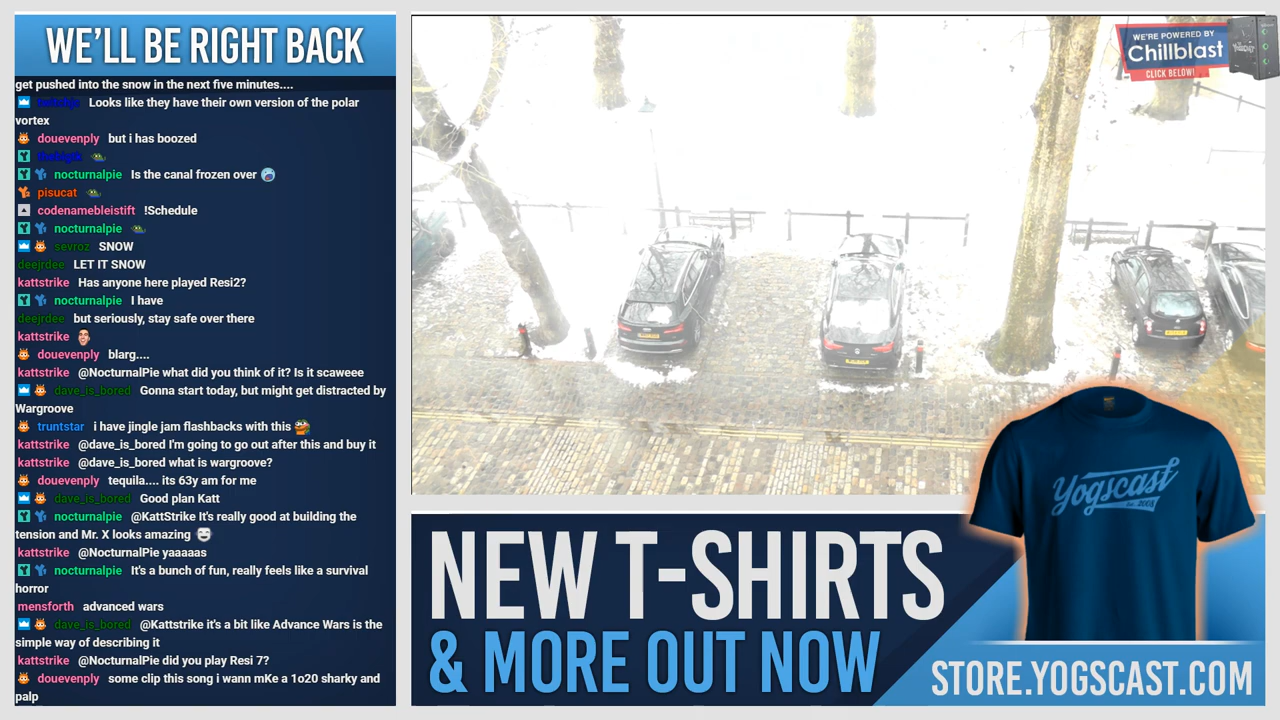 WE'LL BE RIGHT BACK
get pushed into the snow in the next five minutes....
Looks like they have their own version of the polar
vortex
douevenply but i has boozed
nocturnalpie Is the canal frozen over
pisucat
codenamebleistift !Schedule
nocturnalpie
sevroz SNOW
deejrdee LET IT SNOW
kattstrike Has anyone here played Resi2?
nocturnalpie I have
deejrdee but seriously, stay safe over there
kattstrike
douevenply blarg....
kattstrike @NocturnalPie what did you think of it? Is it scaweee
dave_is_bored Gonna start today, but might get distracted by
Wargroove
truntstar i have jingle jam flashbacks with this
kattstrike @dave_is_bored I'm going to go out after this and buy it
kattstrike @dave_is_bored what is wargroove?
douevenply tequila.... its 63y am for me
dave_is_bored Good plan Katt
nocturnalpie @KattStrike It's really good at building the
tension and Mr. X looks amazing
kattstrike @NocturnalPie yaaaaas
nocturnalpie It's a bunch of fun, really feels like a survival
horror
mensforth advanced wars
dave_is_bored @Kattstrike it's a bit like Advance Wars is the
simple way of describing it
kattstrike @NocturnalPie did you play Resi 7?
douevenply some clip this song i wann mKe a 1o20 sharky and
palp
WE'RE POWERED BY
Chillblast
CLICK BELOW!
Yogscast
EST. 2008
NEW T-SHIRTS
& MORE OUT NOW
STORE.YOGSCAST.COM